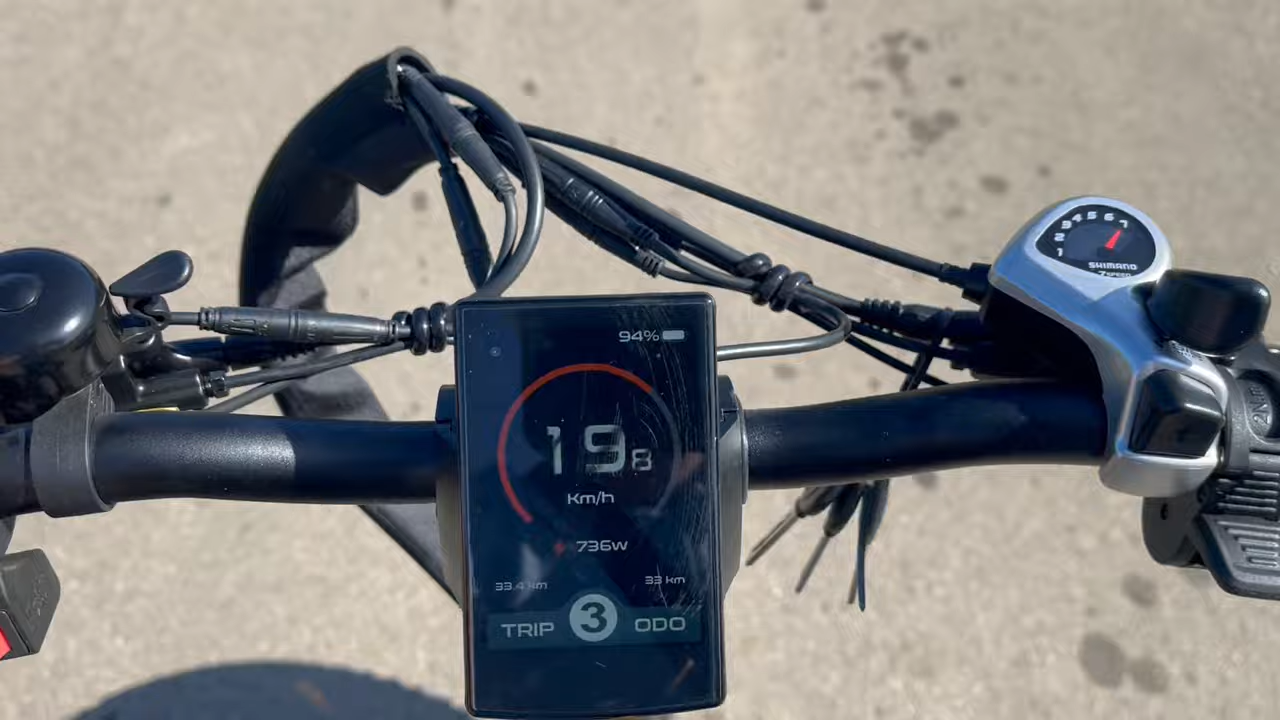 1 2 3 4 5 6 7
SHIMANO
7 SPEED
94%
19.8
Km/h
736W
33.4 km
33 km
TRIP
3
ODO